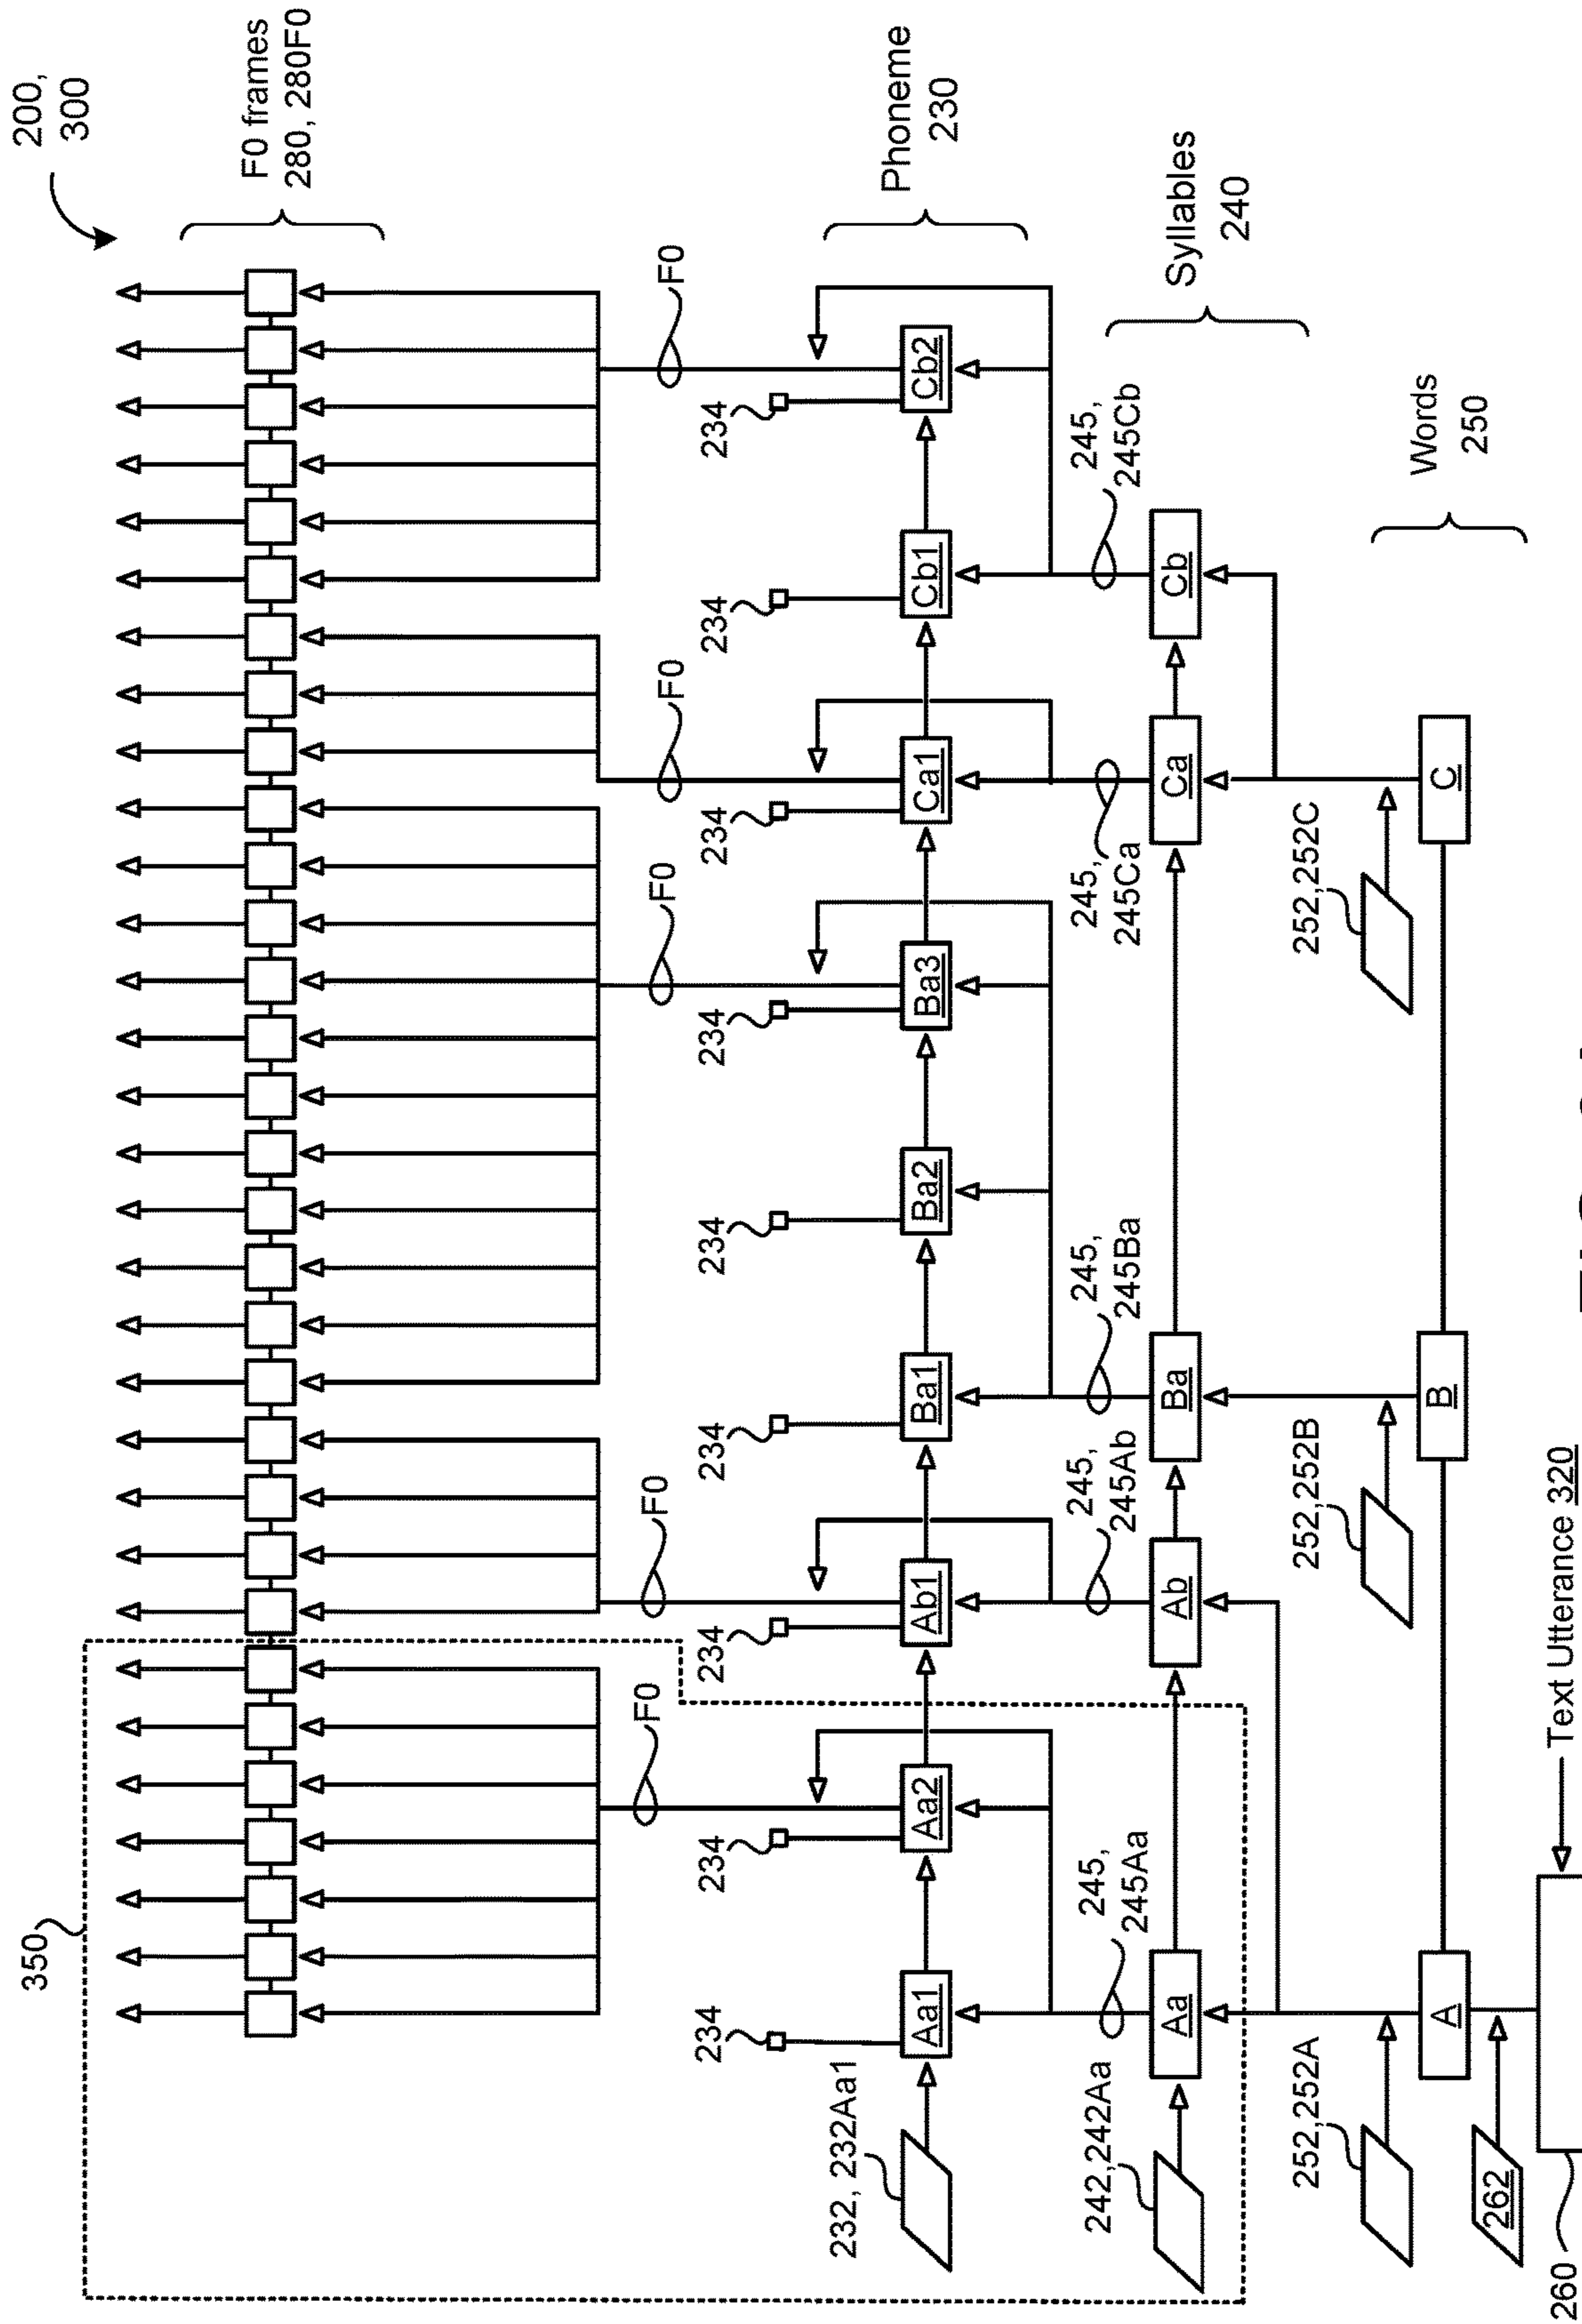 350
200,
300
F0 frames
280, 280F0
F0
F0
F0
F0
F0
234
234
234
234
234
234
234
234
234
232, 232Aa1
Phoneme
230
Aa1
Aa2
Ab1
Ba1
Ba2
Ba3
Ca1
Cb1
Cb2
242,242Aa
245,
245Aa
245,
245Ab
245,
245Ba
245,
245Ca
245,
245Cb
Syllables
240
Aa
Ab
Ba
Ca
Cb
252,252A
252,252B
252,252C
Words
250
A
B
C
262
260
Text Utterance 320